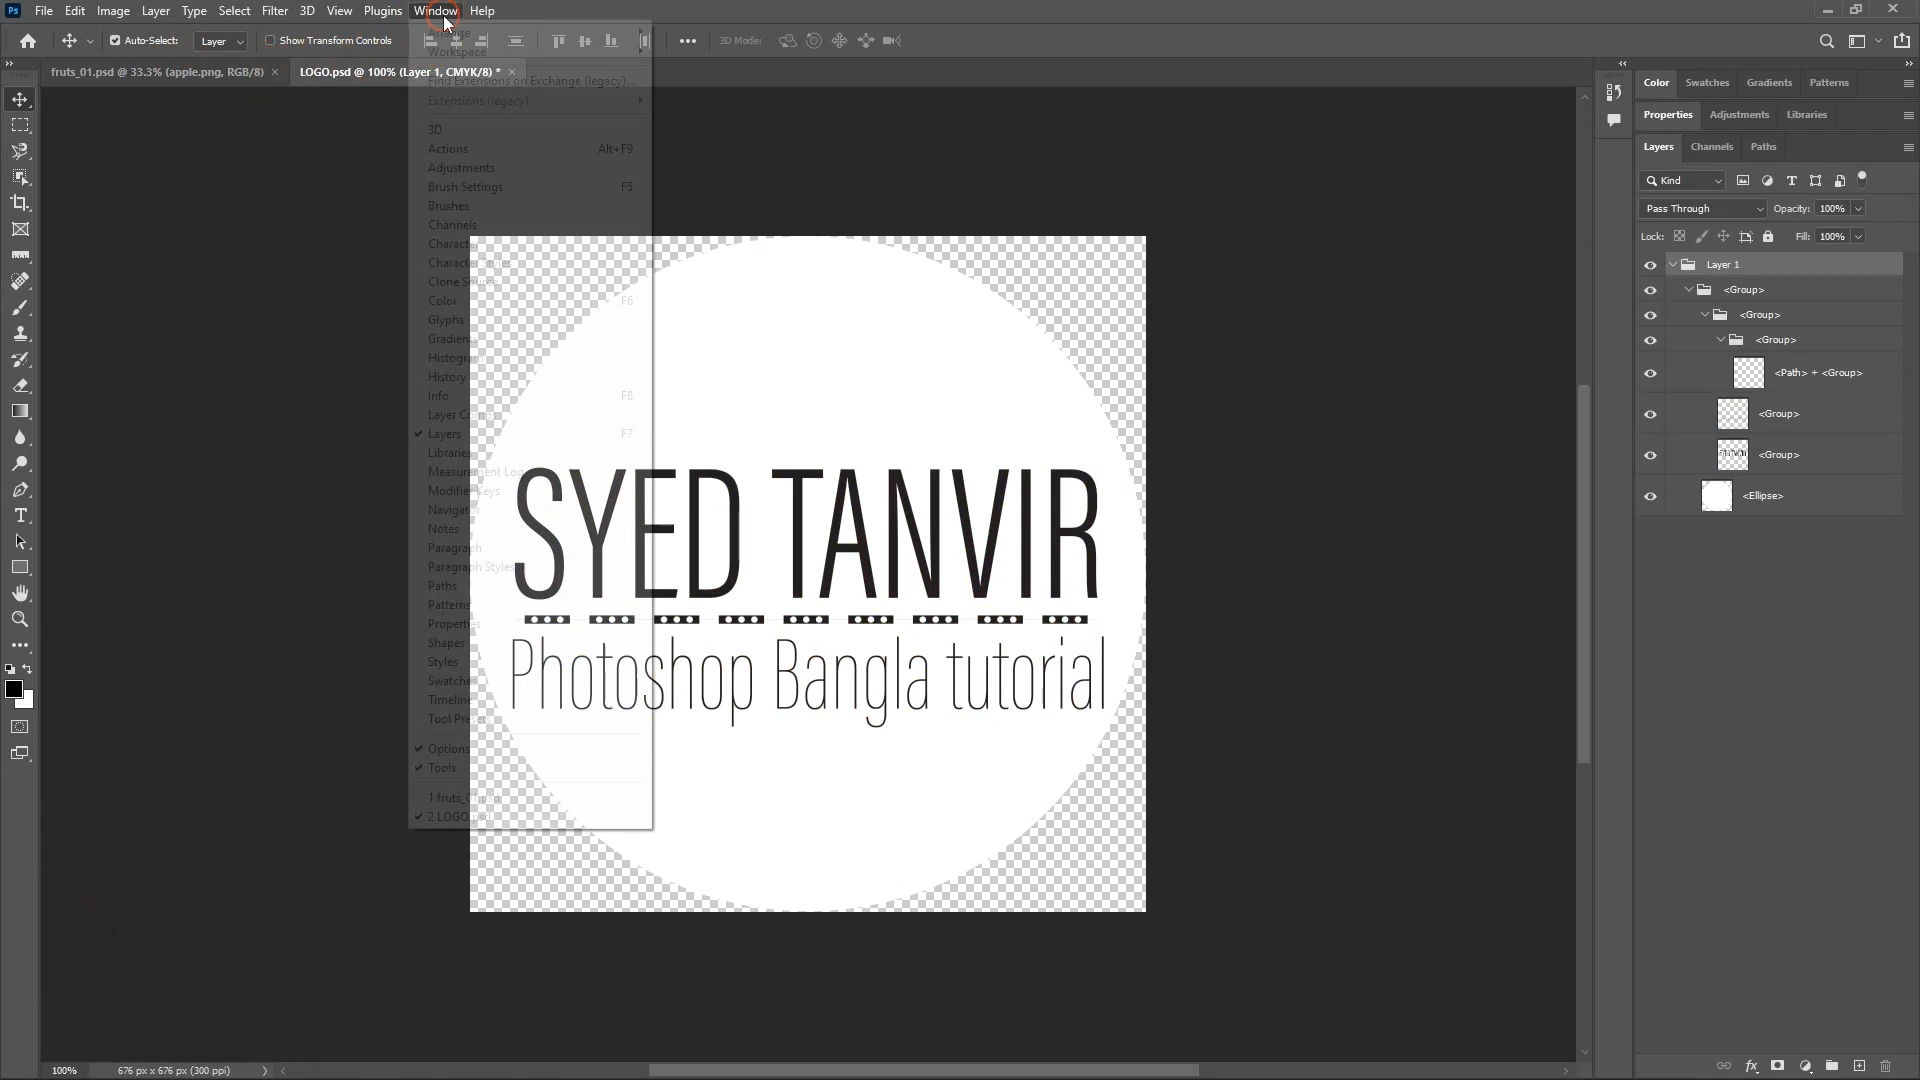 Ps File Edit Image Layer Type Select Filter 3D View Plugins Window Help
Auto-Select: Layer Show Transform Controls 3D Mode:
fruts_01.psd @ 33.3% (apple.png, RGB/8) × LOGO.psd @ 100% (Layer 1, CMYK/8) * ×
Arrange
Workspace
Find Extensions on Exchange (legacy)...
Extensions (legacy)
3D
Actions Alt+F9
Adjustments
Brush Settings F5
Brushes
Channels
Character
Character Styles
Clone Source
Color F6
Glyphs
Gradients
Histogram
History
Info F8
Layer Comps
Layers F7
Libraries
Measurement Log
Modifier Keys
Navigator
Notes
Paragraph
Paragraph Styles
Paths
Patterns
Properties
Shapes
Styles
Swatches
Timeline
Tool Presets
Options
Tools
1 fruts_01.psd
2 LOGO.psd
SYED TANVIR
Photoshop Bangla tutorial
Color Swatches Gradients Patterns
Properties Adjustments Libraries
Layers Channels Paths
Kind
Pass Through Opacity: 100%
Lock: Fill: 100%
Layer 1
<Group>
<Group>
<Group>
<Path> + <Group>
<Group>
<Group>
<Ellipse>
100% 676 px x 676 px (300 ppi)